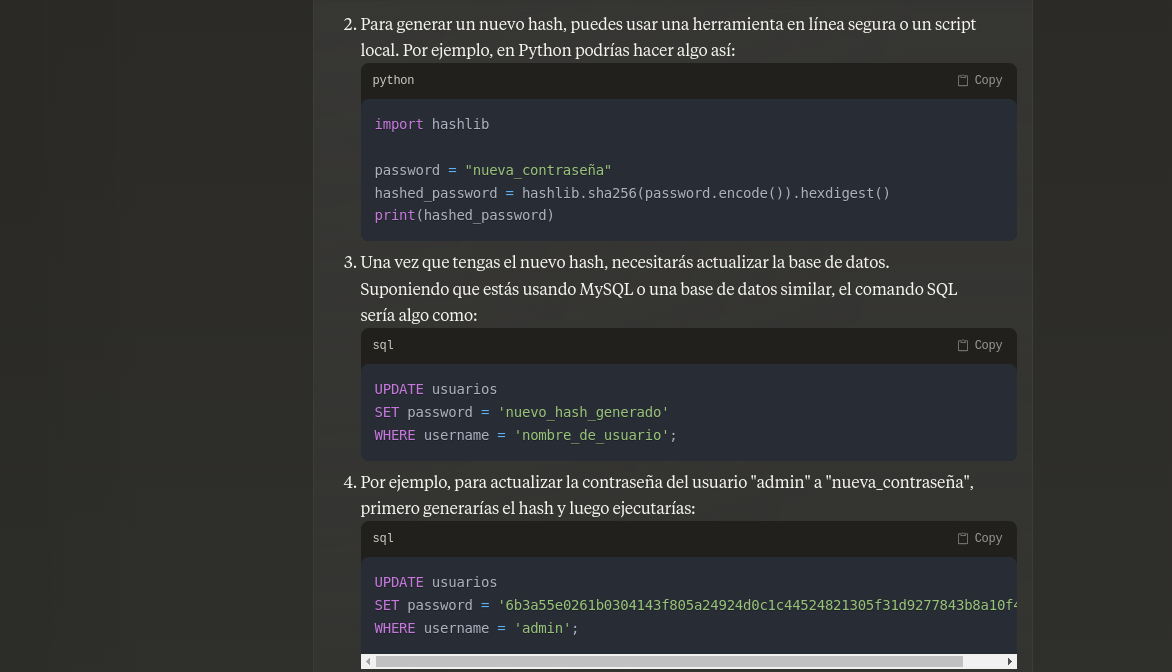 2. Para generar un nuevo hash, puedes usar una herramienta en línea segura o un script
local. Por ejemplo, en Python podrías hacer algo así:
python Copy
import hashlib
password = "nueva_contraseña"
hashed_password = hashlib.sha256(password.encode()).hexdigest()
print(hashed_password)
3. Una vez que tengas el nuevo hash, necesitarás actualizar la base de datos.
Suponiendo que estás usando MySQL o una base de datos similar, el comando SQL
sería algo como:
sql Copy
UPDATE usuarios
SET password = 'nuevo_hash_generado'
WHERE username = 'nombre_de_usuario';
4. Por ejemplo, para actualizar la contraseña del usuario "admin" a "nueva_contraseña",
primero generarías el hash y luego ejecutarías:
sql Copy
UPDATE usuarios
SET password = '6b3a55e0261b0304143f805a24924d0c1c44524821305f31d9277843b8a10f4
WHERE username = 'admin';